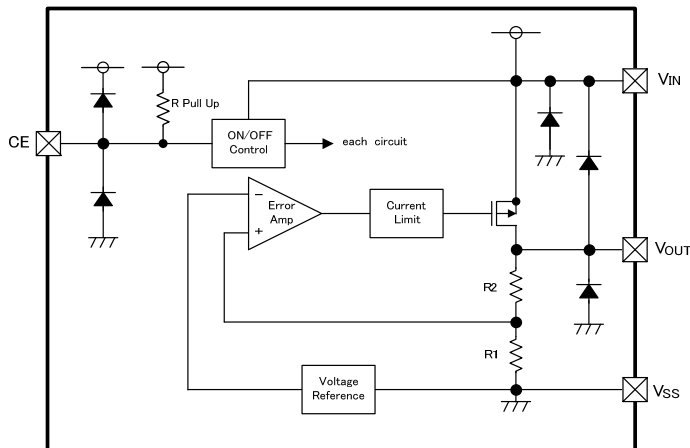 VIN
R Pull Up
CE
ON/OFF
Control
each circuit
−
Error
Amp
+
Current
Limit
VOUT
R2
R1
Voltage
Reference
VSS